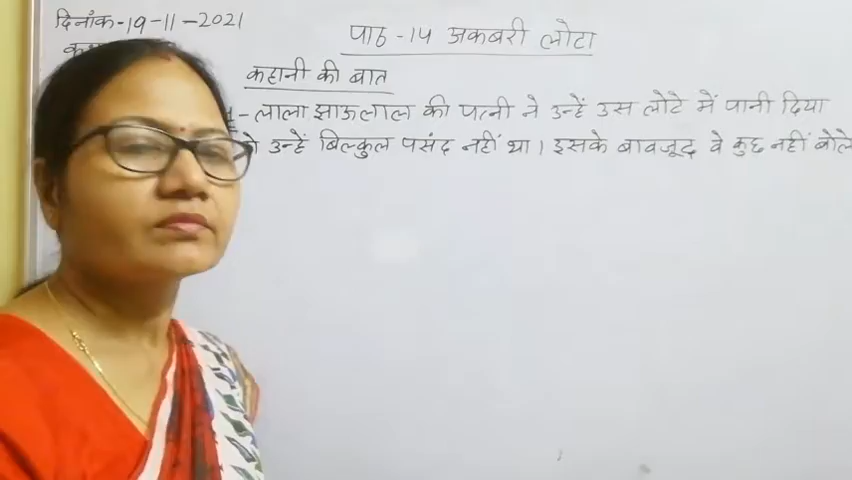 दिनांक-19-11-2021
पाठ-14 अकबरी लोटा
कहानी की बात
- लाला झाऊलाल की पत्नी ने उन्हें उस लोटे में पानी दिया
उन्हें बिल्कुल पसंद नहीं था। इसके बावजूद वे कुछ नहीं बोले